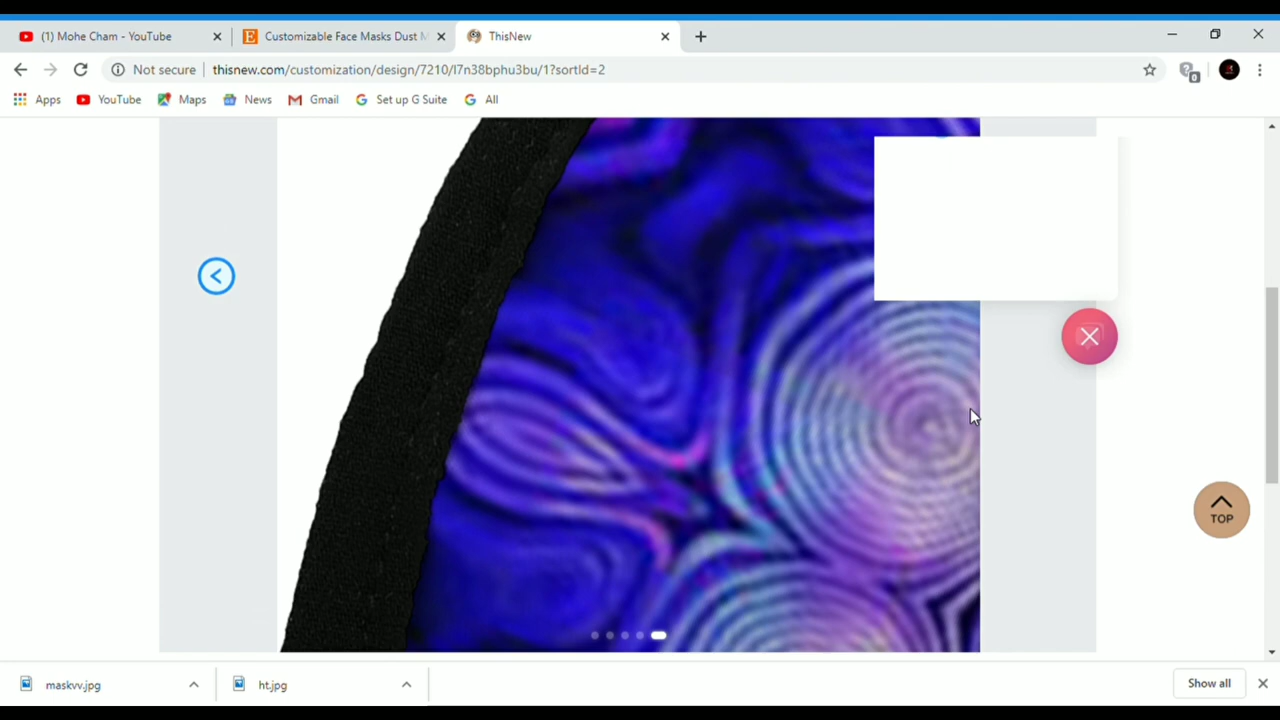 (1) Mohe Cham - YouTube
Customizable Face Masks Dust M
ThisNew
Not secure
thisnew.com/customization/design/7210/l7n38bphu3bu/1?sortId=2
0
Apps
YouTube
Maps
News
Gmail
Set up G Suite
All
TOP
maskvv.jpg
ht.jpg
Show all